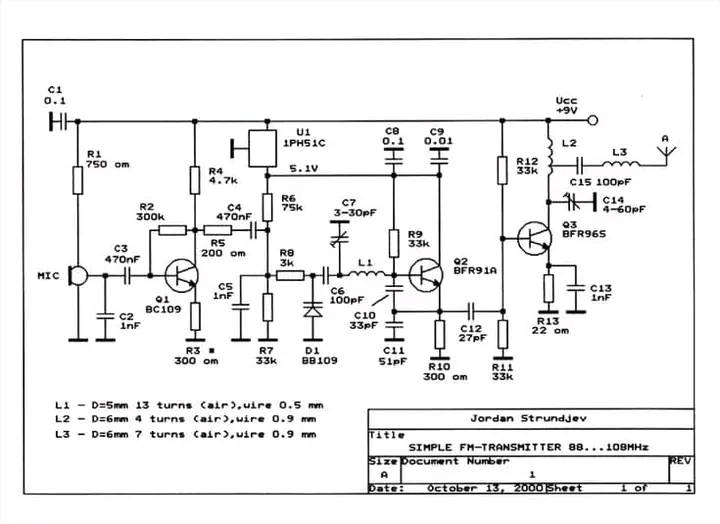 C1
0.1
R1
750 om
R2
300k
C3
470nF
MIC
C2
1nF
Q1
BC109
R3 *
300 om
R4
4.7k
C4
470nF
R5
200 om
U1
1PH51C
5.1V
R6
75k
C5
1nF
R7
33k
R8
3k
D1
BB109
C7
3-30pF
C6
100pF
L1
C8
0.1
C9
0.01
R9
33k
C10
33pF
C11
51pF
Q2
BFR91A
R10
300 om
C12
27pF
R12
33k
R11
33k
Ucc
+9V
L2
L3
A
C15 100pF
C14
4-60pF
Q3
BFR96S
R13
22 om
C13
1nF
L1 - D=5mm 13 turns (air),wire 0.5 mm
L2 - D=6mm 4 turns (air),wire 0.9 mm
L3 - D=6mm 7 turns (air),wire 0.9 mm
Jordan Strundjev
Title
SIMPLE FM-TRANSMITTER 88...108MHz
Size Document Number REV
A 1
Date: October 13, 2000 Sheet 1 of 1